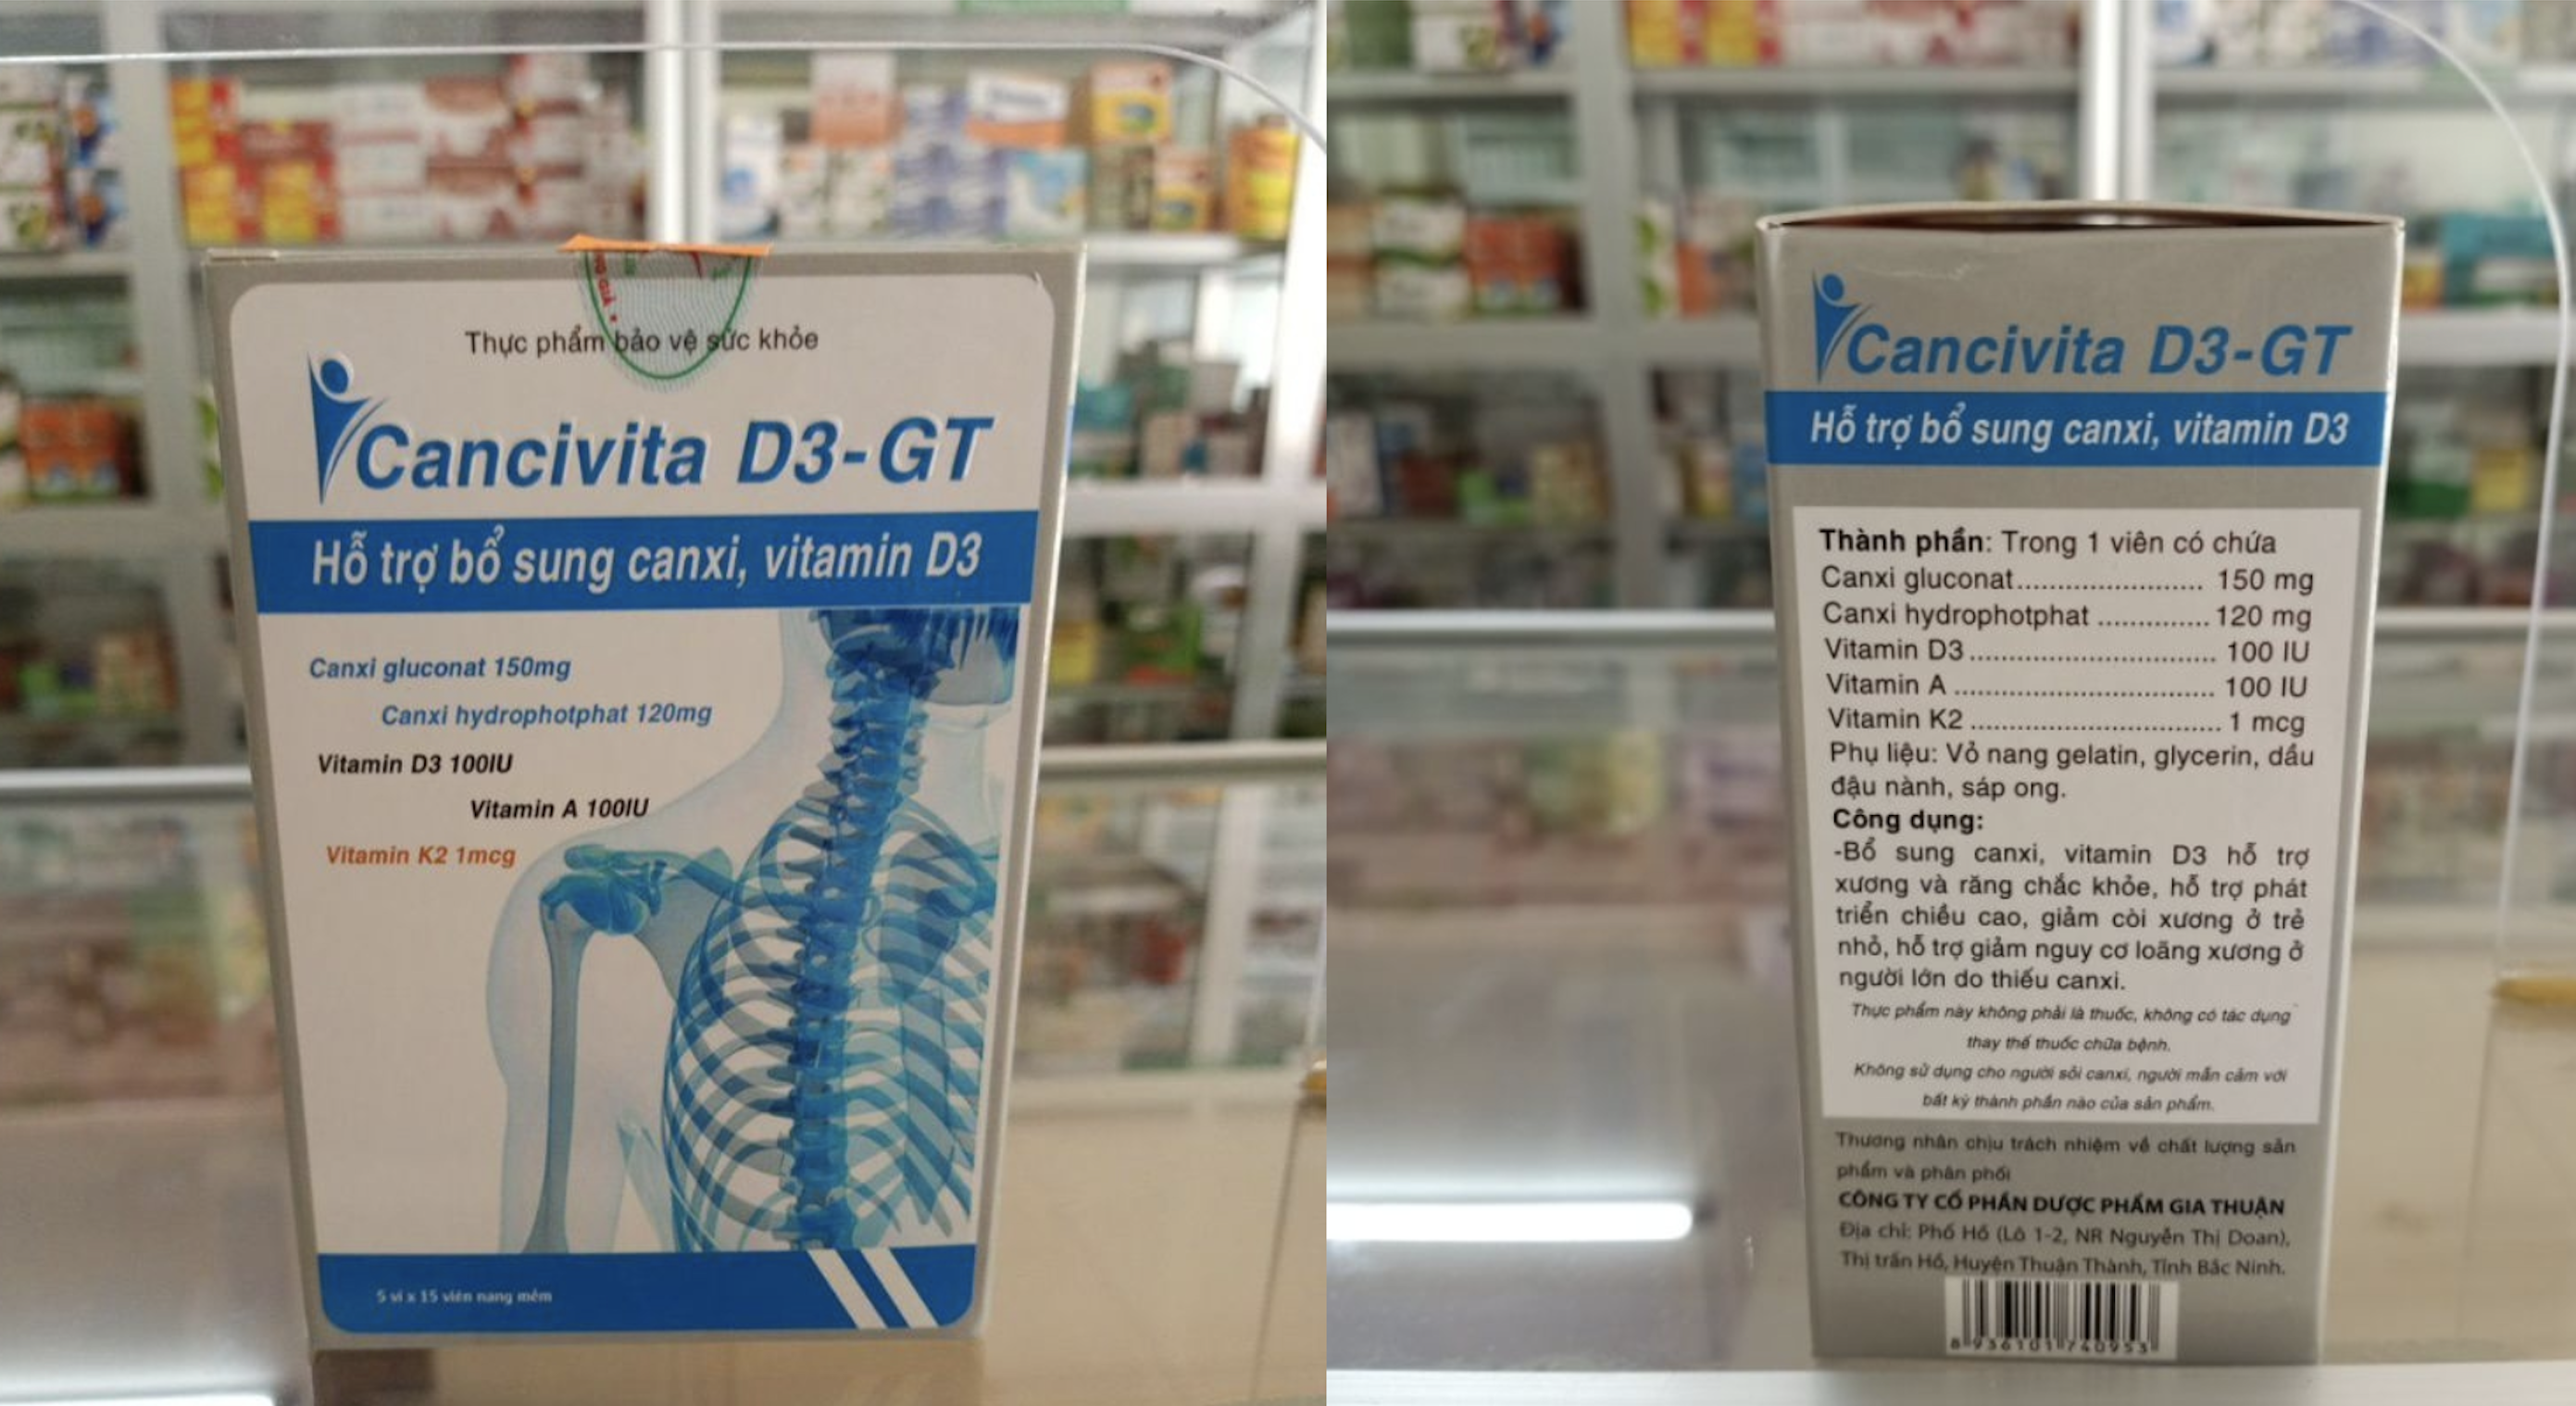 Thực phẩm bảo vệ sức khỏe
Cancivita D3-GT
Hỗ trợ bổ sung canxi, vitamin D3
Canxi gluconat 150mg
Canxi hydrophotphat 120mg
Vitamin D3 100IU
Vitamin A 100IU
Vitamin K2 1mcg
5 vỉ x 15 viên nang mềm
Cancivita D3-GT
Hỗ trợ bổ sung canxi, vitamin D3
Thành phần: Trong 1 viên có chứa
Canxi gluconat........................ 150 mg
Canxi hydrophotphat .............. 120 mg
Vitamin D3................................ 100 IU
Vitamin A ................................. 100 IU
Vitamin K2................................ 1 mcg
Phụ liệu: Vỏ nang gelatin, glycerin, dầu
đậu nành, sáp ong.
Công dụng:
-Bổ sung canxi, vitamin D3 hỗ trợ
xương và răng chắc khỏe, hỗ trợ phát
triển chiều cao, giảm còi xương ở trẻ
nhỏ, hỗ trợ giảm nguy cơ loãng xương ở
người lớn do thiếu canxi.
Thực phẩm này không phải là thuốc, không có tác dụng
thay thế thuốc chữa bệnh.
Không sử dụng cho người sỏi canxi, người mẫn cảm với
bất kỳ thành phần nào của sản phẩm.
Thương nhân chịu trách nhiệm về chất lượng sản
phẩm và phân phối
CÔNG TY CỔ PHẦN DƯỢC PHẨM GIA THUẬN
Địa chỉ: Phố Hồ (Lô 1-2, NR Nguyễn Thị Doan),
Thị trấn Hồ, Huyện Thuận Thành, Tỉnh Bắc Ninh.
8 936101 740953